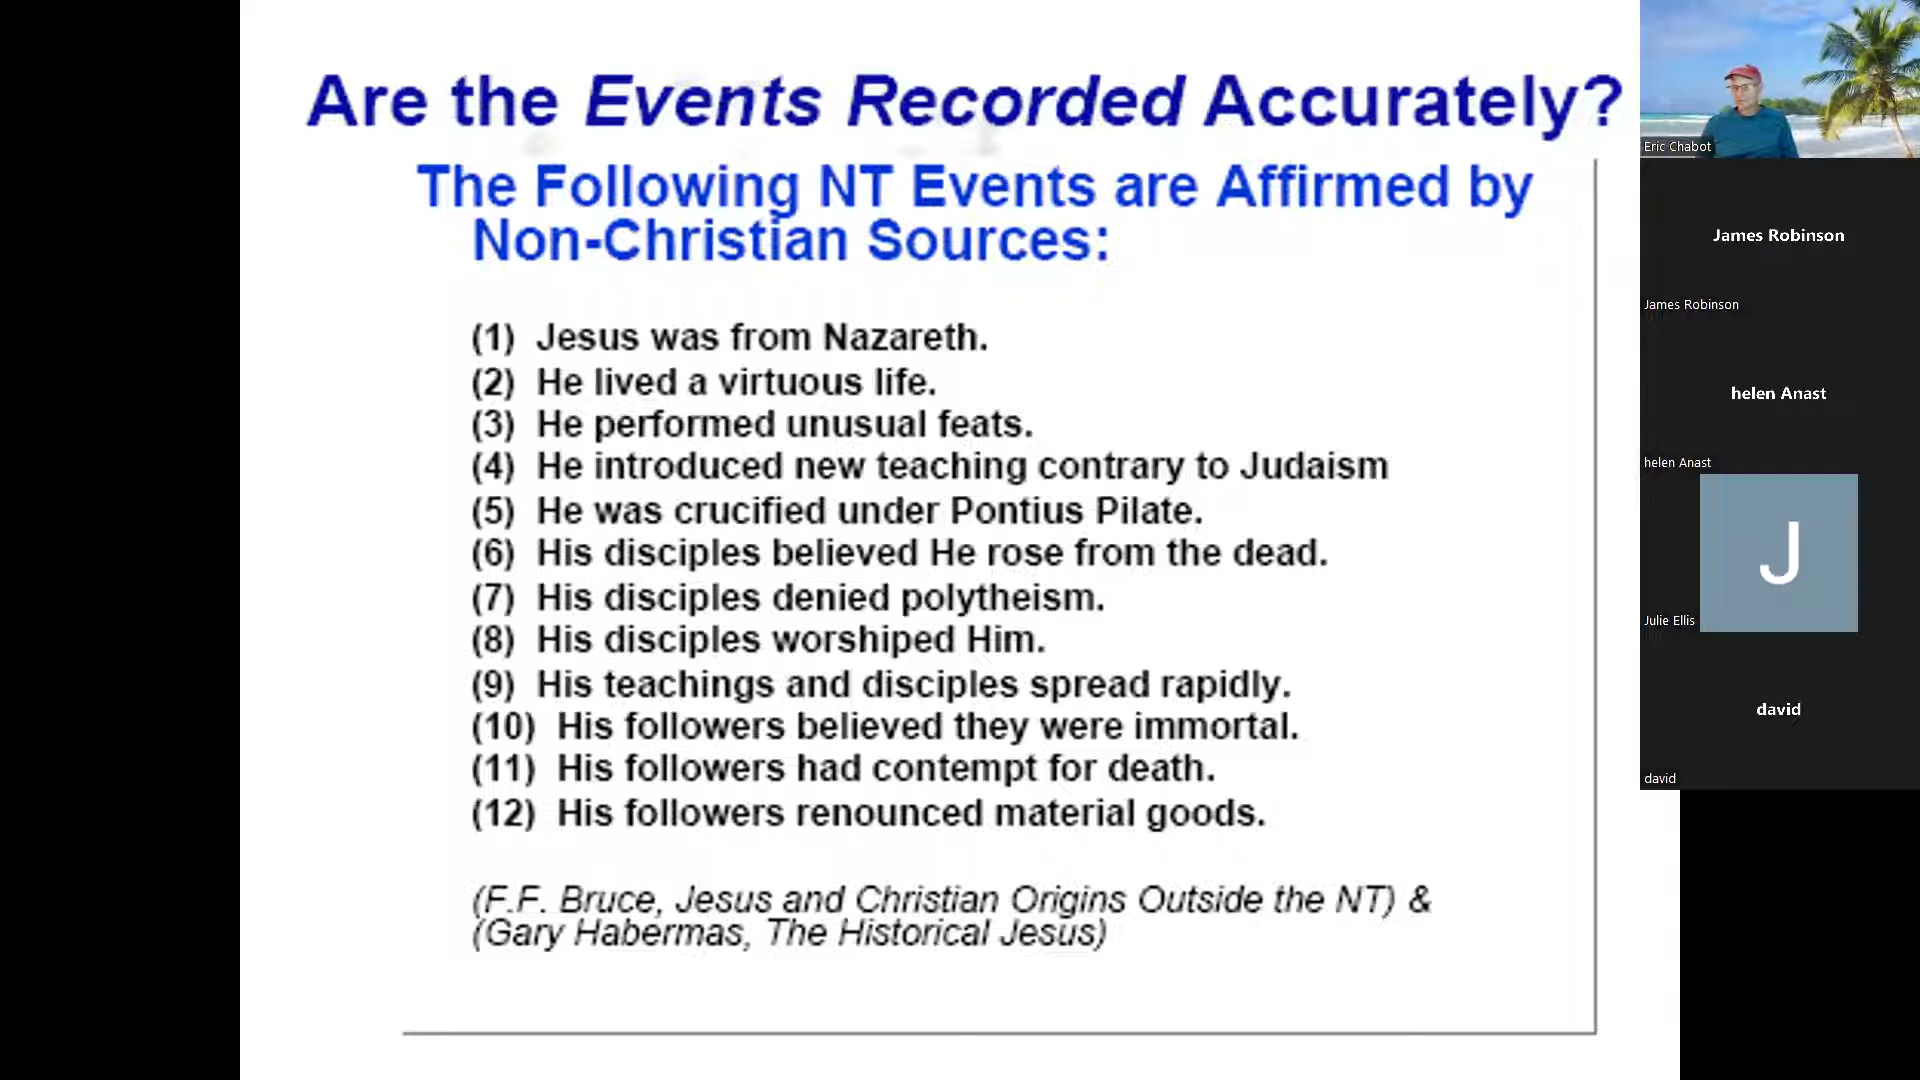 Are the Events Recorded Accurately?
The Following NT Events are Affirmed by
Non-Christian Sources:
(1) Jesus was from Nazareth.
(2) He lived a virtuous life.
(3) He performed unusual feats.
(4) He introduced new teaching contrary to Judaism
(5) He was crucified under Pontius Pilate.
(6) His disciples believed He rose from the dead.
(7) His disciples denied polytheism.
(8) His disciples worshiped Him.
(9) His teachings and disciples spread rapidly.
(10) His followers believed they were immortal.
(11) His followers had contempt for death.
(12) His followers renounced material goods.
(F.F. Bruce, Jesus and Christian Origins Outside the NT) &
(Gary Habermas, The Historical Jesus)
Eric Chabot
James Robinson
James Robinson
helen Anast
helen Anast
J
Julie Ellis
david
david